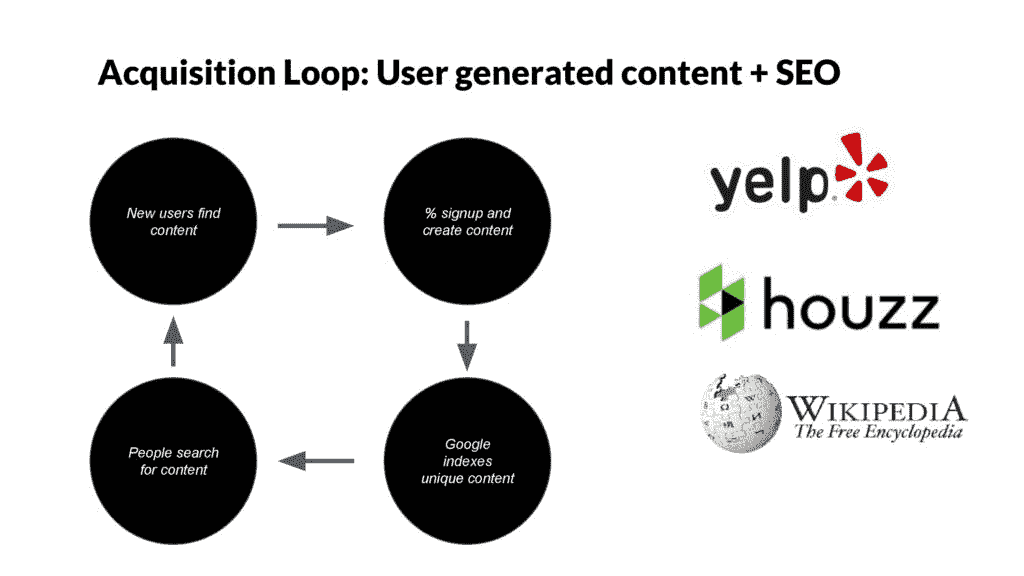 Acquisition Loop: User generated content + SEO
New users find
content
% signup and
create content
Google
indexes
unique content
People search
for content
yelp
houzz
WIKIPEDIA
The Free Encyclopedia